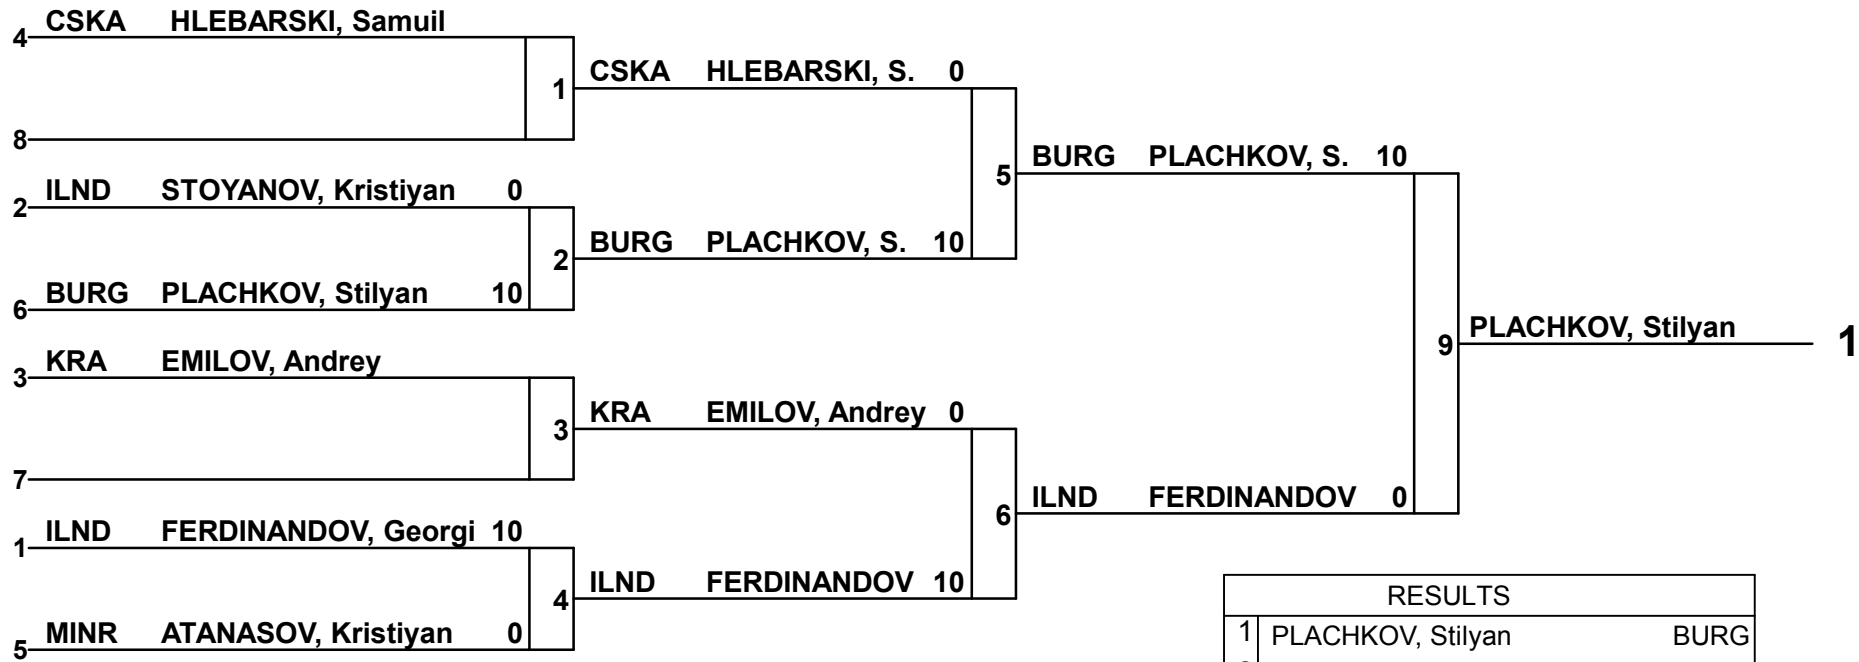 4 CSKA HLEBARSKI, Samuil
1 CSKA HLEBARSKI, S. 0
8
5 BURG PLACHKOV, S. 10
2 ILND STOYANOV, Kristiyan 0
2 BURG PLACHKOV, S. 10
6 BURG PLACHKOV, Stilyan 10
9 PLACHKOV, Stilyan 1
3 KRA EMILOV, Andrey
3 KRA EMILOV, Andrey 0
7
6 ILND FERDINANDOV 0
1 ILND FERDINANDOV, Georgi 10
4 ILND FERDINANDOV 10
5 MINR ATANASOV, Kristiyan 0
RESULTS
1 PLACHKOV, Stilyan BURG